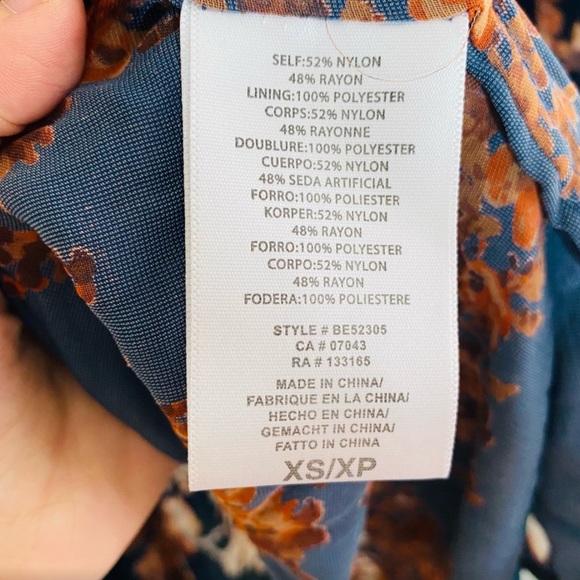 SELF:52% NYLON
48% RAYON
LINING:100% POLYESTER
CORPS:52% NYLON
48% RAYONNE
DOUBLURE:100% POLYESTER
CUERPO:52% NYLON
48% SEDA ARTIFICIAL
FORRO:100% POLIESTER
KORPER:52% NYLON
48% RAYON
FORRO:100% POLYESTER
CORPO:52% NYLON
48% RAYON
FODERA:100% POLIESTERE
STYLE # BE52305
CA # 07043
RA # 133165
MADE IN CHINA/
FABRIQUE EN LA CHINA/
HECHO EN CHINA/
GEMACHT IN CHINA/
FATTO IN CHINA
XS/XP